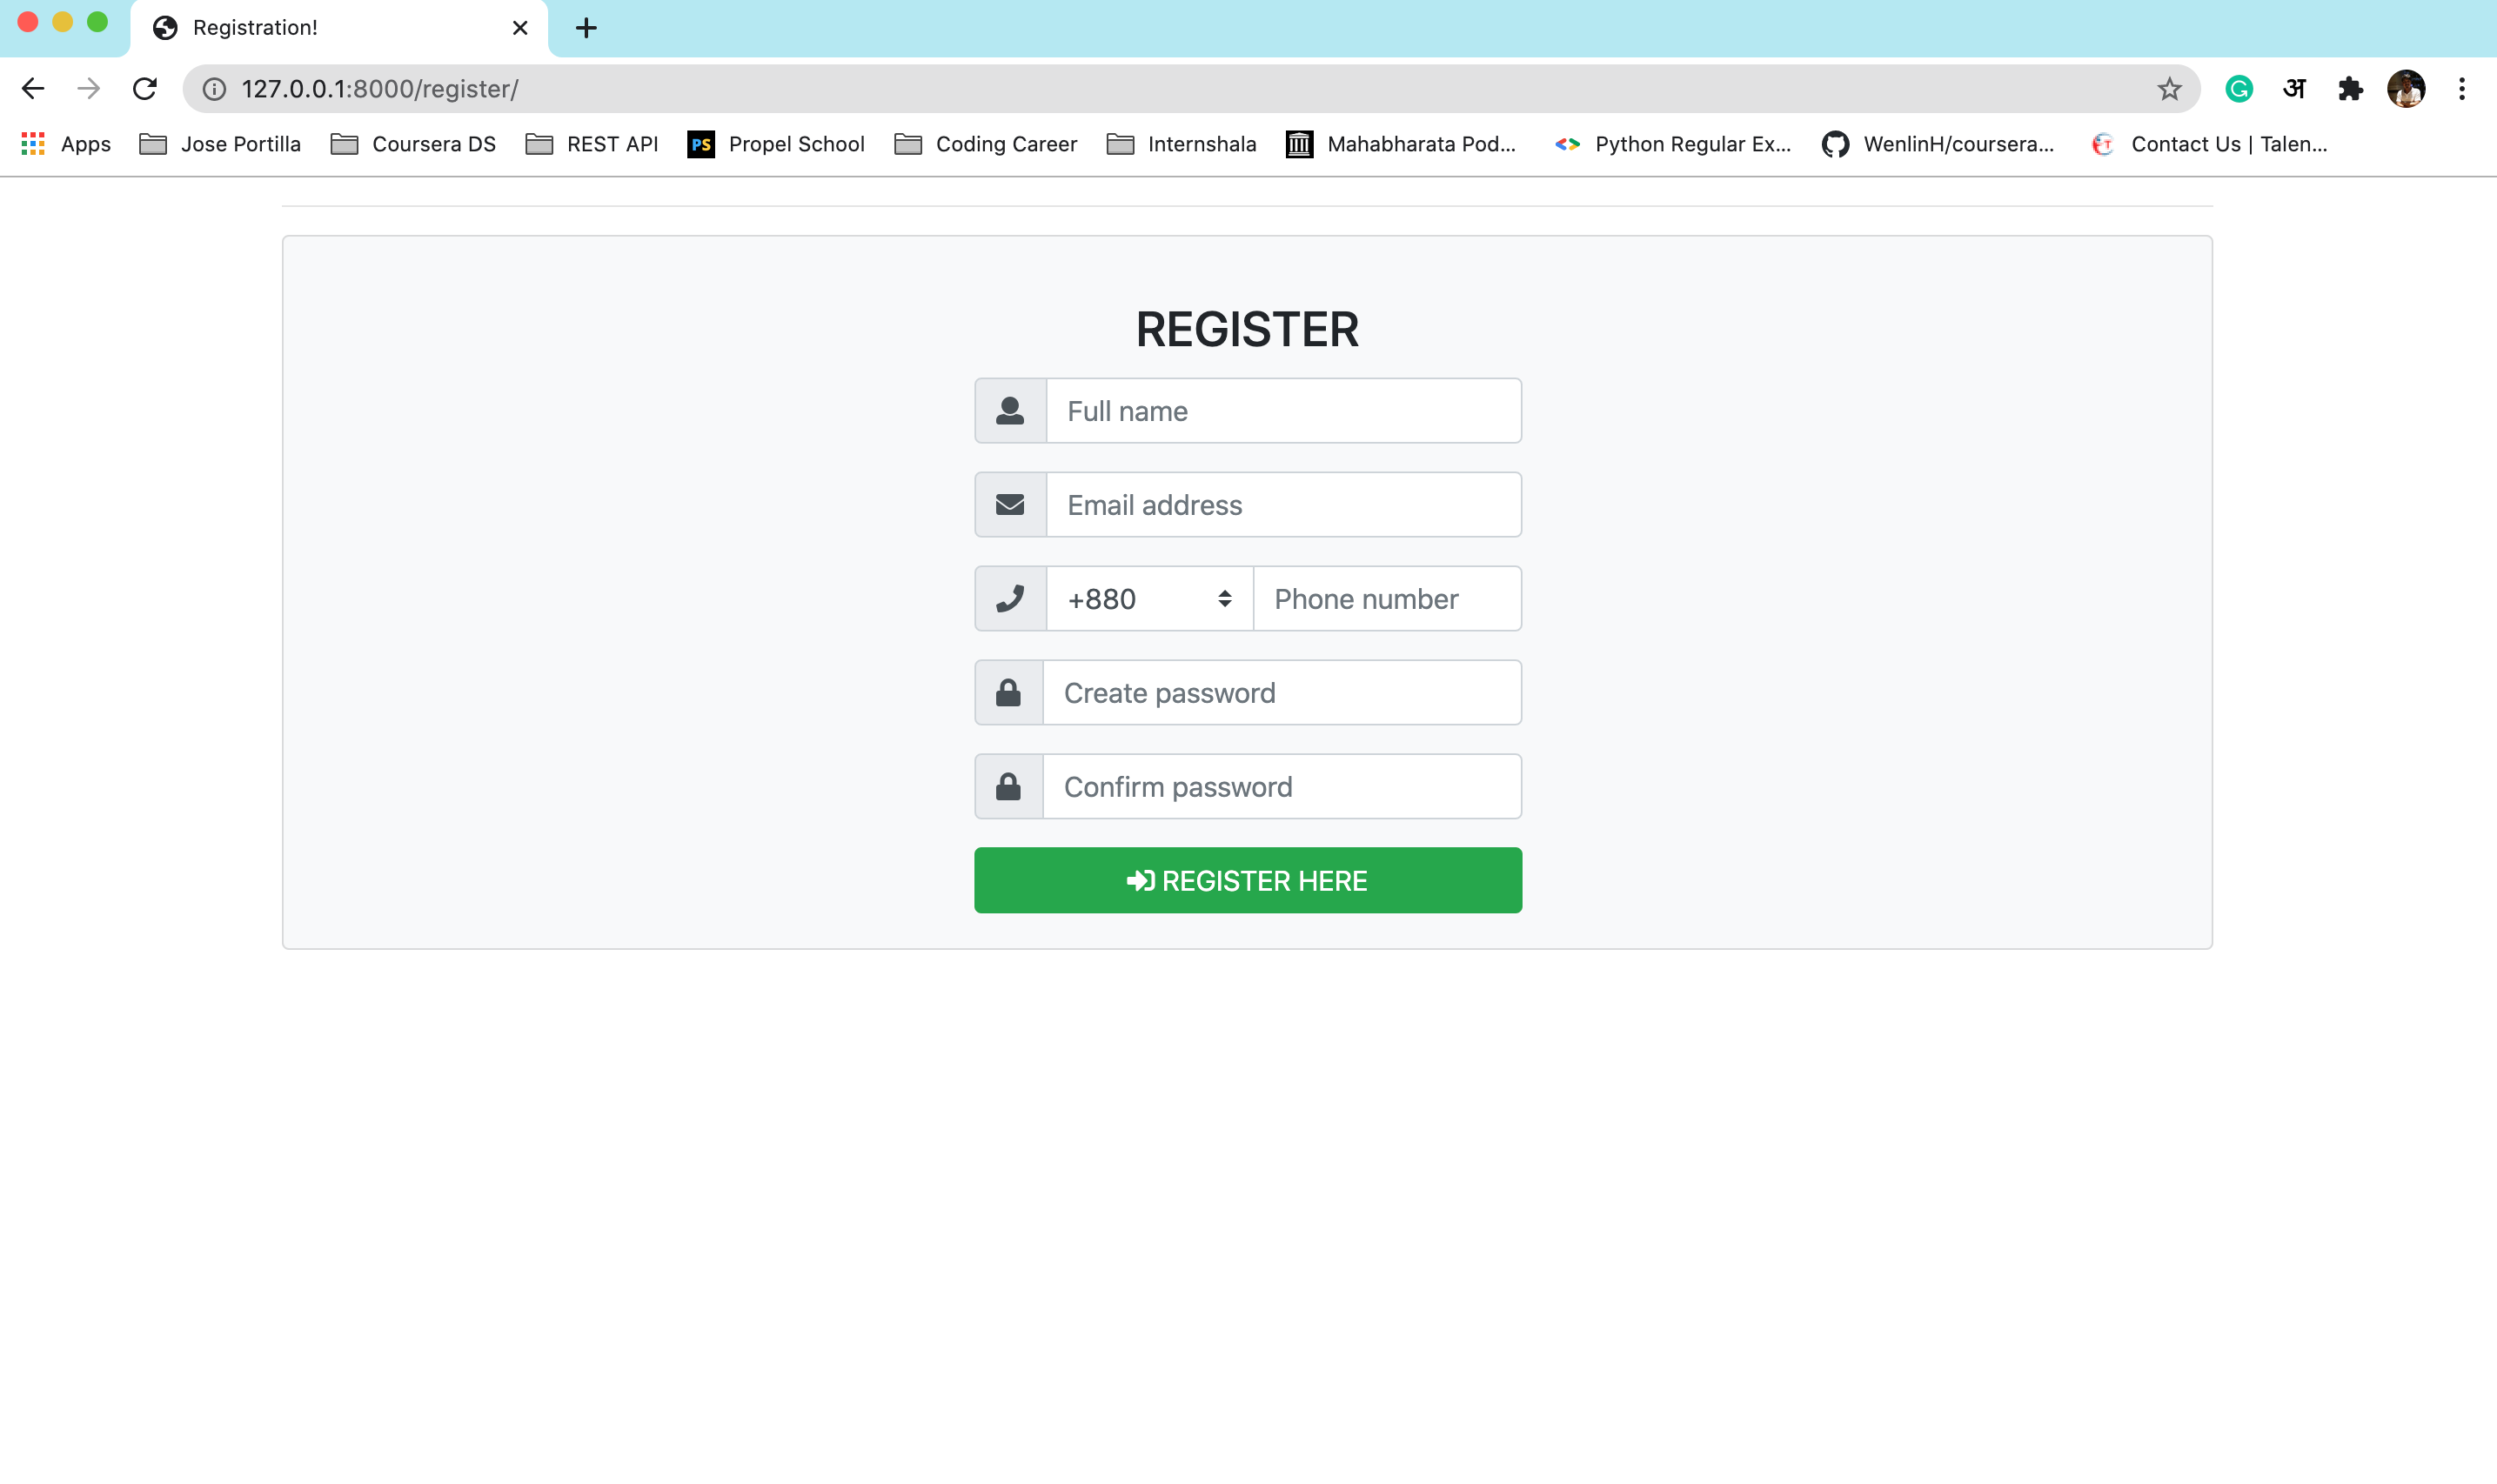 Registration!
127.0.0.1:8000/register/
अ
Apps Jose Portilla Coursera DS REST API PS Propel School Coding Career Internshala Mahabharata Pod... Python Regular Ex... WenlinH/coursera... Contact Us | Talen...
REGISTER
Full name
Email address
+880 Phone number
Create password
Confirm password
REGISTER HERE